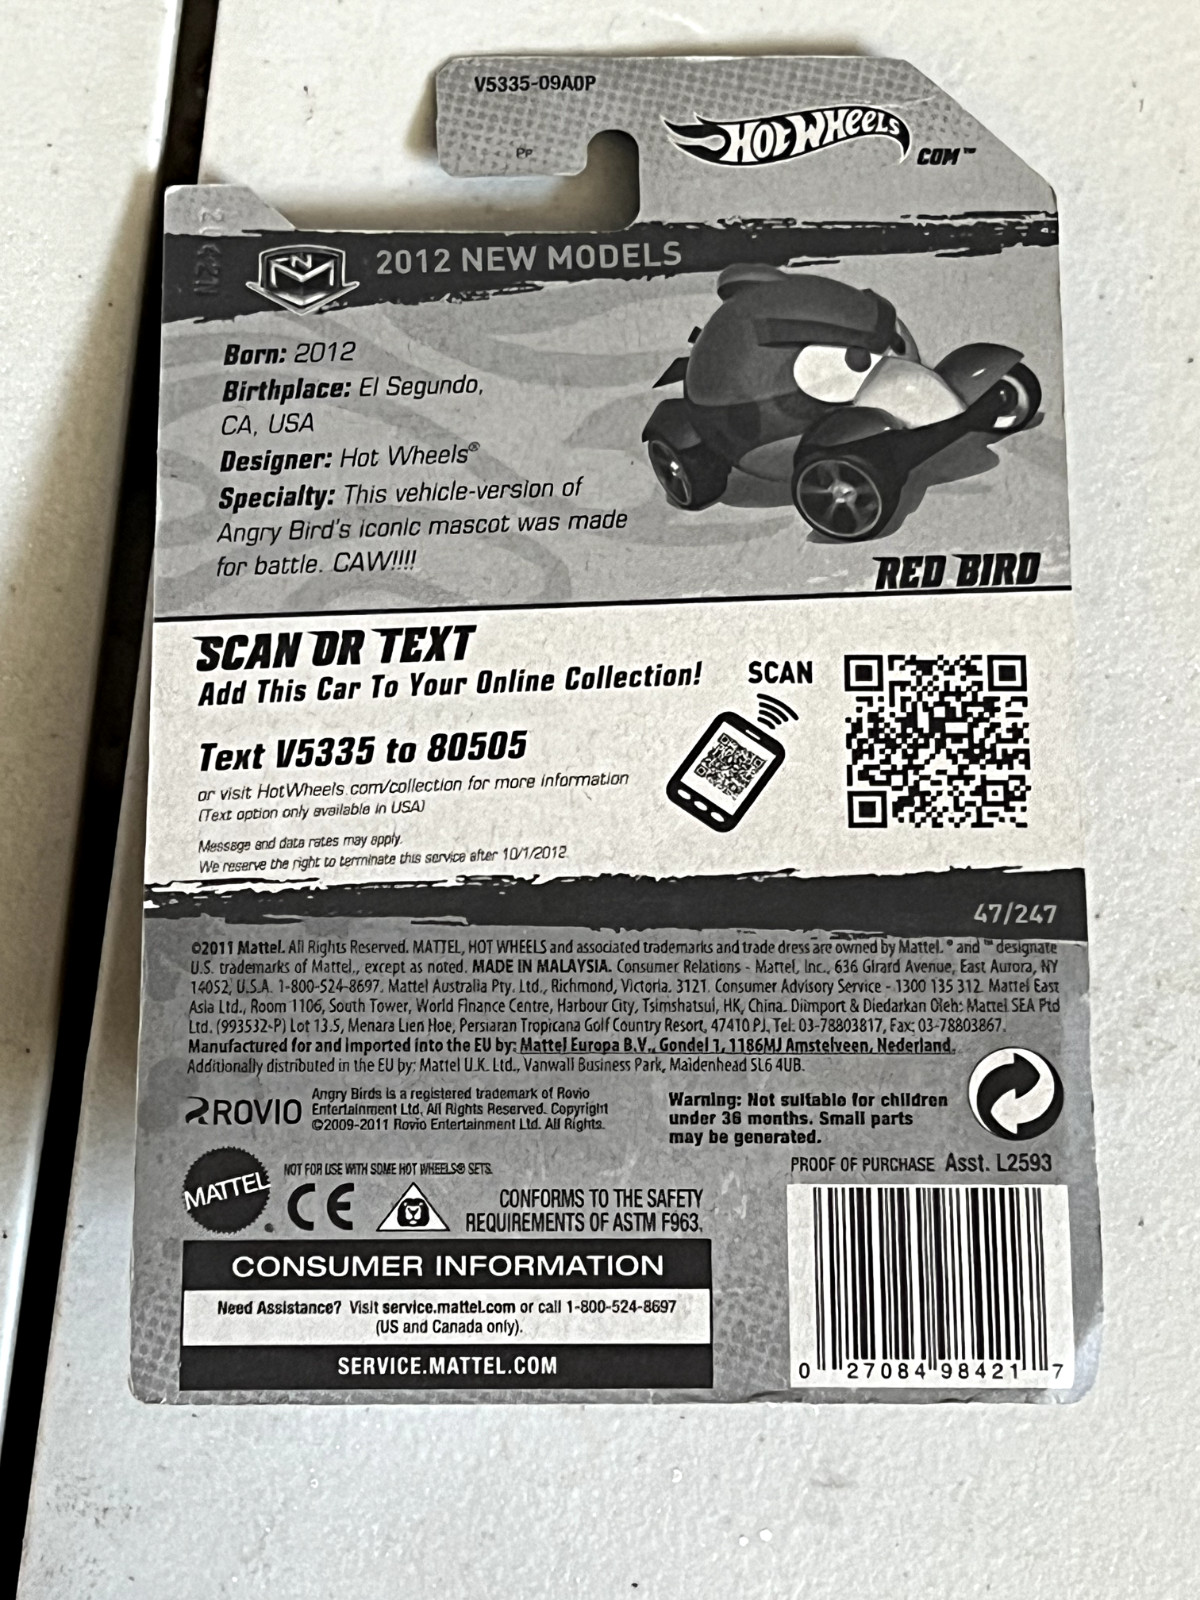 V5335-09A0P
Hot Wheels
.COM™
PP
2012 NEW MODELS
Born: 2012
Birthplace: El Segundo,
CA, USA
Designer: Hot Wheels®
Specialty: This vehicle-version of
Angry Bird's iconic mascot was made
for battle. CAW!!!!
RED BIRD
SCAN OR TEXT
Add This Car To Your Online Collection!
SCAN
Text V5335 to 80505
or visit HotWheels.com/collection for more information
(Text option only available in USA)
Message and data rates may apply.
We reserve the right to terminate this service after 10/1/2012.
47/247
©2011 Mattel. All Rights Reserved. MATTEL, HOT WHEELS and associated trademarks and trade dress are owned by Mattel. ® and ™ designate
U.S. trademarks of Mattel., except as noted. MADE IN MALAYSIA. Consumer Relations - Mattel, Inc., 636 Girard Avenue, East Aurora, NY
14052, U.S.A. 1-800-524-8697. Mattel Australia Pty. Ltd., Richmond, Victoria. 3121. Consumer Advisory Service - 1300 135 312. Mattel East
Asia Ltd., Room 1106, South Tower, World Finance Centre, Harbour City, Tsimshatsui, HK, China. Diimport & Diedarkan Oleh: Mattel SEA Ptd
Ltd. (993532-P) Lot 13.5, Menara Lien Hoe, Persiaran Tropicana Golf Country Resort, 47410 PJ. Tel: 03-78803817, Fax: 03-78803867.
Manufactured for and imported into the EU by: Mattel Europa B.V., Gondel 1, 1186MJ Amstelveen, Nederland.
Additionally distributed in the EU by: Mattel U.K. Ltd., Vanwall Business Park, Maidenhead SL6 4UB.
ROVIO
Angry Birds is a registered trademark of Rovio
Entertainment Ltd, All Rights Reserved. Copyright
©2009-2011 Rovio Entertainment Ltd. All Rights.
Warning: Not suitable for children
under 36 months. Small parts
may be generated.
NOT FOR USE WITH SOME HOT WHEELS® SETS.
PROOF OF PURCHASE Asst. L2593
MATTEL
CE
CONFORMS TO THE SAFETY
REQUIREMENTS OF ASTM F963.
CONSUMER INFORMATION
Need Assistance? Visit service.mattel.com or call 1-800-524-8697
(US and Canada only).
SERVICE.MATTEL.COM
0 27084 98421 7